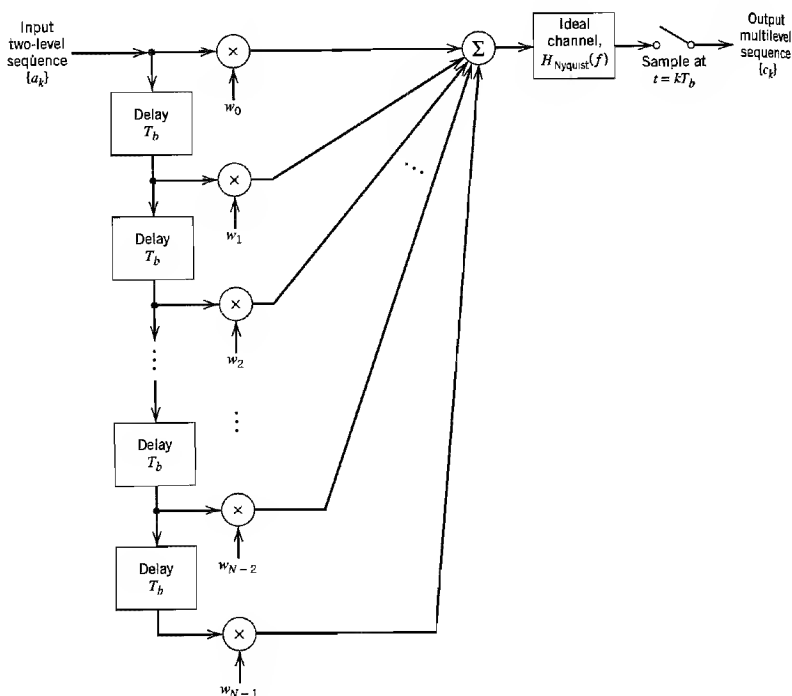 Input
two-level
sequence
{a_k}
×
w_0
Σ
Ideal
channel,
H_Nyquist(f)
Sample at
t = kT_b
Output
multilevel
sequence
{c_k}
Delay
T_b
×
w_1
Delay
T_b
×
w_2
Delay
T_b
×
w_{N-2}
Delay
T_b
×
w_{N-1}